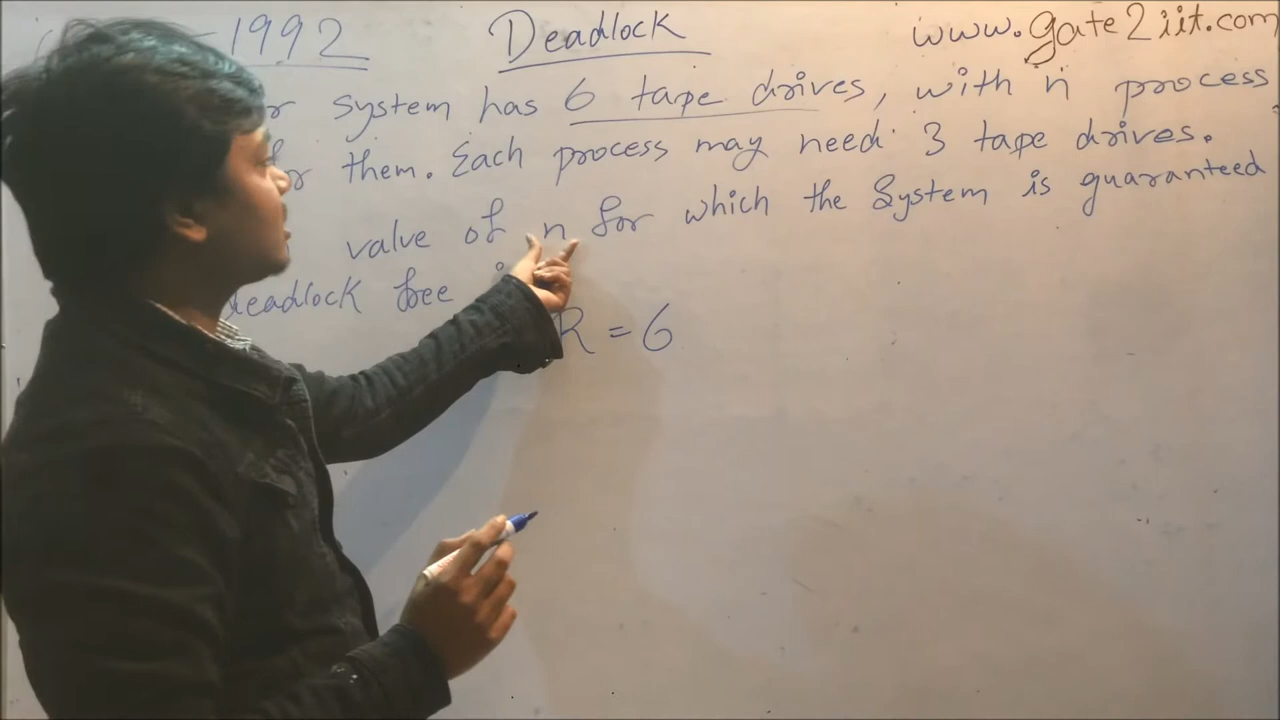 -1992 Deadlock www.gate2iit.com
r system has 6 tape drives, with n process
for them. Each process may need 3 tape drives.
value of n for which the System is guaranteed
deadlock free
R = 6